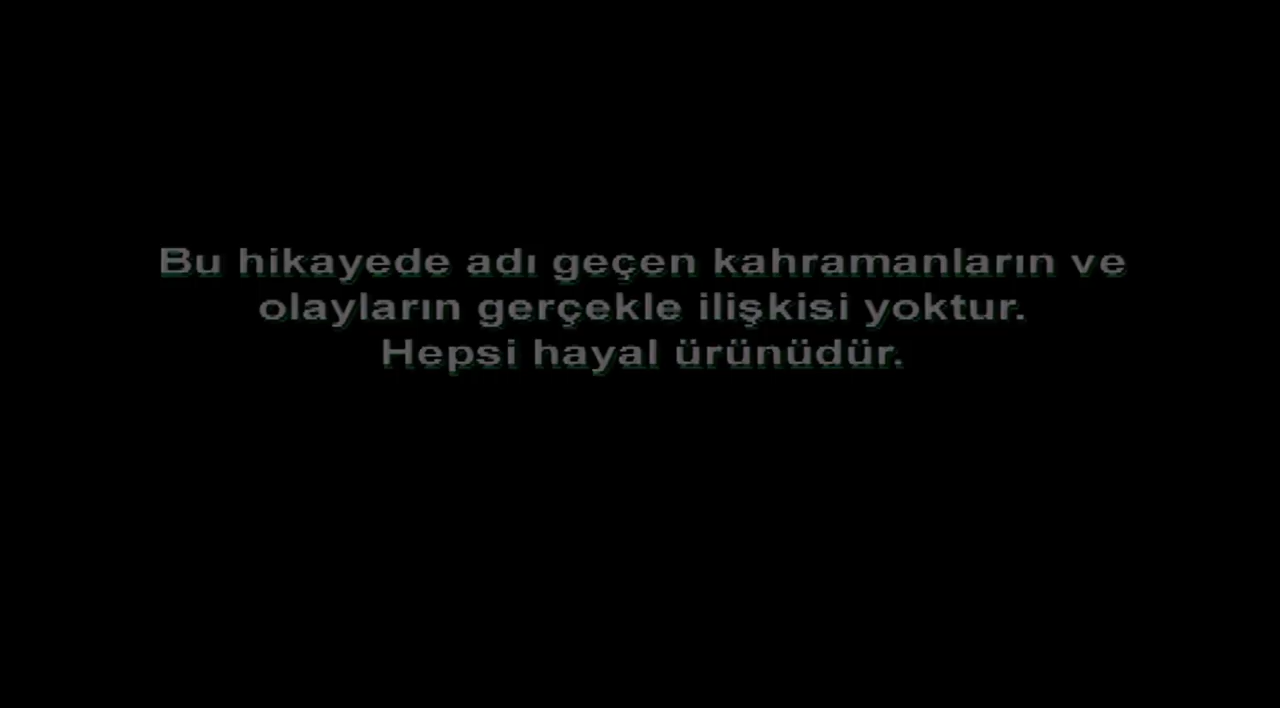 Bu hikayede adı geçen kahramanların ve
olayların gerçekle ilişkisi yoktur.
Hepsi hayal ürünüdür.